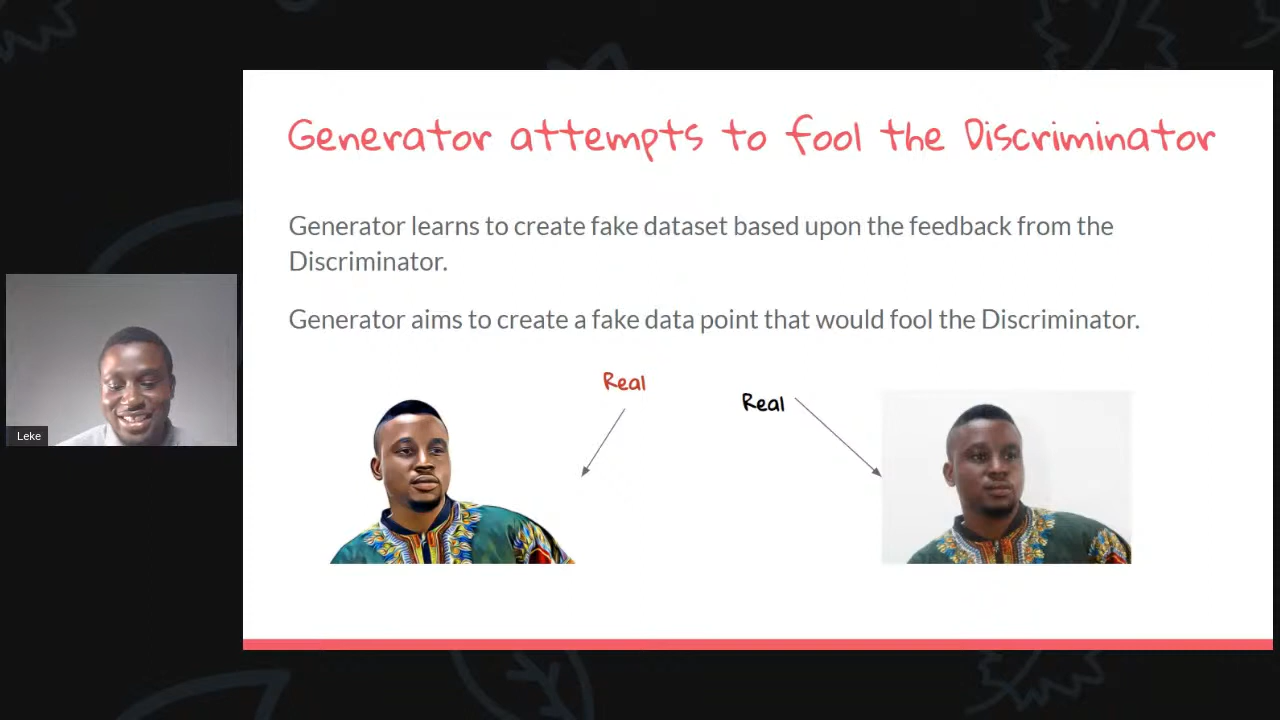 Generator attempts to fool the Discriminator
Generator learns to create fake dataset based upon the feedback from the
Discriminator.
Generator aims to create a fake data point that would fool the Discriminator.
Real
Real
Leke